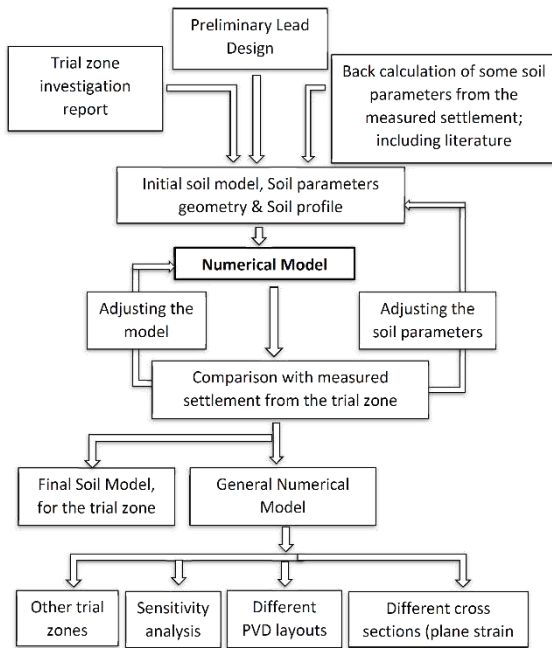 Preliminary Lead
Design
Trial zone
investigation
report
Back calculation of some soil
parameters from the
measured settlement;
including literature
Initial soil model, Soil parameters
geometry & Soil profile
Numerical Model
Adjusting the
model
Adjusting the
soil parameters
Comparison with measured
settlement from the trial zone
Final Soil Model,
for the trial zone
General Numerical
Model
Other trial
zones
Sensitivity
analysis
Different
PVD layouts
Different cross
sections (plane strain